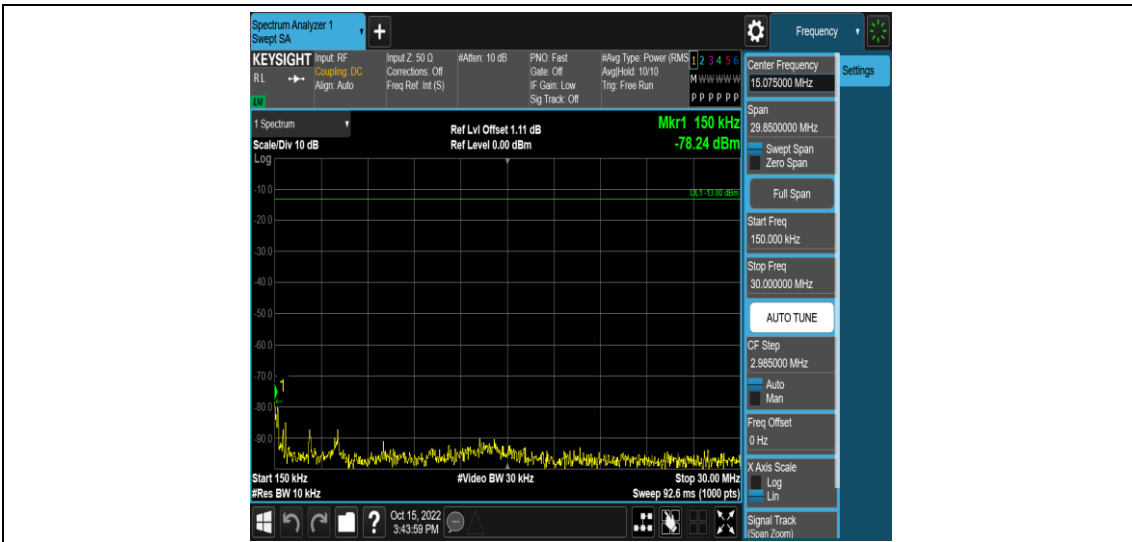 Spectrum Analyzer 1
Swept SA
Frequency
KEYSIGHT
RL
LXI
Input: RF
Coupling: DC
Align: Auto
Input Z: 50 Ω
Corrections: Off
Freq Ref: Int (S)
#Atten: 10 dB
PNO: Fast
Gate: Off
IF Gain: Low
Sig Track: Off
#Avg Type: Power (RMS
Avg|Hold: 10/10
Trig: Free Run
1 2 3 4 5 6
M W W W W W
P P P P P P
1 Spectrum
Scale/Div 10 dB
Log
Ref Lvl Offset 1.11 dB
Ref Level 0.00 dBm
Mkr1 150 kHz
-78.24 dBm
DL1 -13.00 dBm
-10.0
-20.0
-30.0
-40.0
-50.0
-60.0
-70.0
-80.0
-90.0
1
Start 150 kHz
#Res BW 10 kHz
#Video BW 30 kHz
Stop 30.00 MHz
Sweep 92.6 ms (1000 pts)
?
Oct 15, 2022
3:43:59 PM
Center Frequency
15.075000 MHz
Settings
Span
29.8500000 MHz
Swept Span
Zero Span
Full Span
Start Freq
150.000 kHz
Stop Freq
30.000000 MHz
AUTO TUNE
CF Step
2.985000 MHz
Auto
Man
Freq Offset
0 Hz
X Axis Scale
Log
Lin
Signal Track
(Span Zoom)